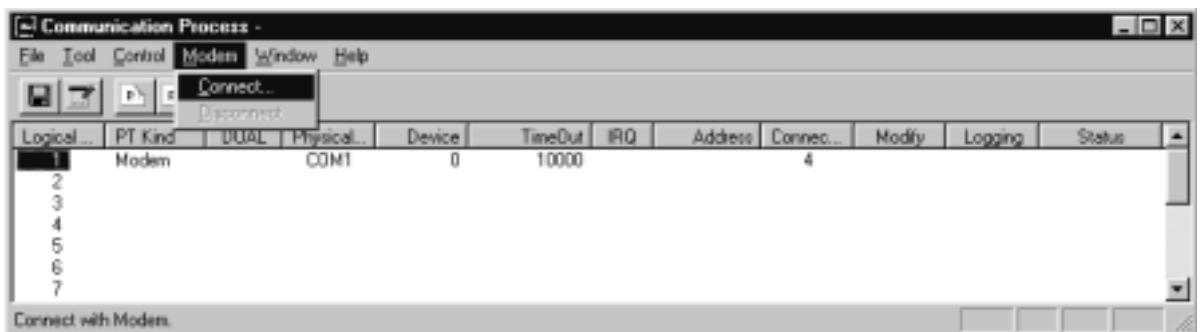 Communication Process -
File Tool Control Modem Window Help
Connect...
Disconnect
Logical... PT Kind DUAL Physical... Device TimeOut IRQ Address Connec... Modify Logging Status
1 Modem COM1 0 10000 4
2
3
4
5
6
7
Connect with Modem.